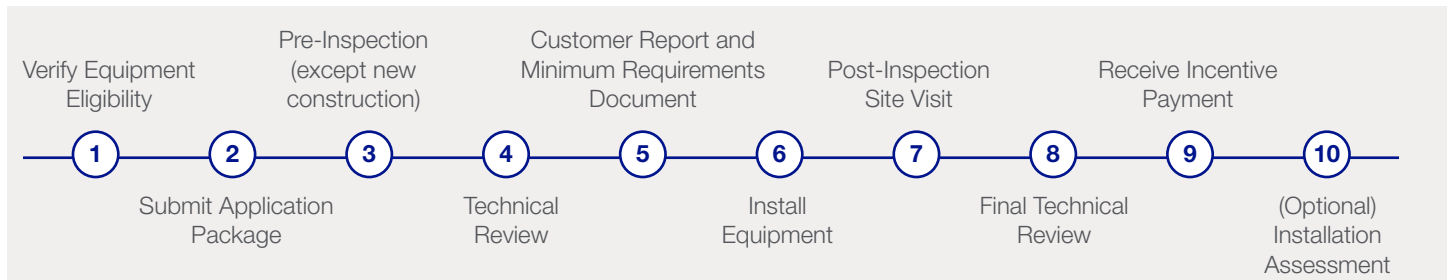 Verify Equipment
Eligibility
1
2
Submit Application
Package
Pre-Inspection
(except new
construction)
3
4
Technical
Review
Customer Report and
Minimum Requirements
Document
5
6
Install
Equipment
Post-Inspection
Site Visit
7
8
Final Technical
Review
Receive Incentive
Payment
9
10
(Optional)
Installation
Assessment